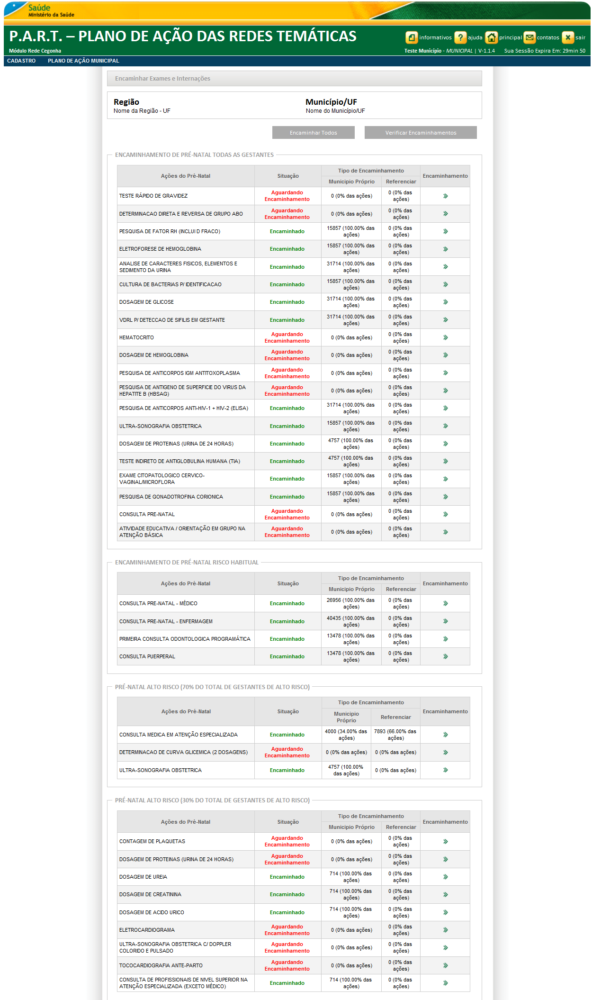 Saúde
Ministério da Saúde
P.A.R.T. – PLANO DE AÇÃO DAS REDES TEMÁTICAS
informativos ajuda principal contatos sair
Módulo Rede Cegonha
Teste Município - MUNICIPAL | V-1.1.4 Sua Sessão Expira Em: 29min 50
CADASTRO PLANO DE AÇÃO MUNICIPAL
Encaminhar Exames e Internações
Região Município/UF
Nome da Região - UF Nome do Município/UF
Encaminhar Todos Verificar Encaminhamentos
ENCAMINHAMENTO DE PRÉ-NATAL TODAS AS GESTANTES
Ações do Pré-Natal Situação Tipo de Encaminhamento Encaminhamento
Municipio Próprio Referenciar
TESTE RÁPIDO DE GRAVIDEZ Aguardando Encaminhamento 0 (0% das ações) 0 (0% das ações)
DETERMINACAO DIRETA E REVERSA DE GRUPO ABO Aguardando Encaminhamento 0 (0% das ações) 0 (0% das ações)
PESQUISA DE FATOR RH (INCLUI D FRACO) Encaminhado 15857 (100.00% das ações) 0 (0% das ações)
ELETROFORESE DE HEMOGLOBINA Encaminhado 15857 (100.00% das ações) 0 (0% das ações)
ANALISE DE CARACTERES FISICOS, ELEMENTOS E SEDIMENTO DA URINA Encaminhado 31714 (100.00% das ações) 0 (0% das ações)
CULTURA DE BACTERIAS P/ IDENTIFICACAO Encaminhado 15857 (100.00% das ações) 0 (0% das ações)
DOSAGEM DE GLICOSE Encaminhado 31714 (100.00% das ações) 0 (0% das ações)
VDRL P/ DETECCAO DE SIFILIS EM GESTANTE Encaminhado 31714 (100.00% das ações) 0 (0% das ações)
HEMATOCRITO Aguardando Encaminhamento 0 (0% das ações) 0 (0% das ações)
DOSAGEM DE HEMOGLOBINA Aguardando Encaminhamento 0 (0% das ações) 0 (0% das ações)
PESQUISA DE ANTICORPOS IGM ANTITOXOPLASMA Aguardando Encaminhamento 0 (0% das ações) 0 (0% das ações)
PESQUISA DE ANTIGENO DE SUPERFICIE DO VIRUS DA HEPATITE B (HBSAG) Aguardando Encaminhamento 0 (0% das ações) 0 (0% das ações)
PESQUISA DE ANTICORPOS ANTI-HIV-1 + HIV-2 (ELISA) Encaminhado 31714 (100.00% das ações) 0 (0% das ações)
ULTRA-SONOGRAFIA OBSTETRICA Encaminhado 15857 (100.00% das ações) 0 (0% das ações)
DOSAGEM DE PROTEINAS (URINA DE 24 HORAS) Encaminhado 4757 (100.00% das ações) 0 (0% das ações)
TESTE INDIRETO DE ANTIGLOBULINA HUMANA (TIA) Encaminhado 4757 (100.00% das ações) 0 (0% das ações)
EXAME CITOPATOLOGICO CERVICO-VAGINAL/MICROFLORA Encaminhado 15857 (100.00% das ações) 0 (0% das ações)
PESQUISA DE GONADOTROFINA CORIONICA Encaminhado 15857 (100.00% das ações) 0 (0% das ações)
CONSULTA PRE-NATAL Aguardando Encaminhamento 0 (0% das ações) 0 (0% das ações)
ATIVIDADE EDUCATIVA / ORIENTAÇÃO EM GRUPO NA ATENÇÃO BÁSICA Aguardando Encaminhamento 0 (0% das ações) 0 (0% das ações)
ENCAMINHAMENTO DE PRÉ-NATAL RISCO HABITUAL
Ações do Pré-Natal Situação Tipo de Encaminhamento Encaminhamento
Municipio Próprio Referenciar
CONSULTA PRE-NATAL - MÉDICO Encaminhado 26956 (100.00% das ações) 0 (0% das ações)
CONSULTA PRE-NATAL - ENFERMAGEM Encaminhado 40435 (100.00% das ações) 0 (0% das ações)
PRIMEIRA CONSULTA ODONTOLOGICA PROGRAMÁTICA Encaminhado 13478 (100.00% das ações) 0 (0% das ações)
CONSULTA PUERPERAL Encaminhado 13478 (100.00% das ações) 0 (0% das ações)
PRÉ-NATAL ALTO RISCO (70% DO TOTAL DE GESTANTES DE ALTO RISCO)
Ações do Pré-Natal Situação Tipo de Encaminhamento Encaminhamento
Municipio Próprio Referenciar
CONSULTA MEDICA EM ATENÇÃO ESPECIALIZADA Encaminhado 4000 (34.00% das ações) 7893 (66.00% das ações)
DETERMINACAO DE CURVA GLICEMICA (2 DOSAGENS) Aguardando Encaminhamento 0 (0% das ações) 0 (0% das ações)
ULTRA-SONOGRAFIA OBSTETRICA Encaminhado 4757 (100.00% das ações) 0 (0% das ações)
PRÉ-NATAL ALTO RISCO (30% DO TOTAL DE GESTANTES DE ALTO RISCO)
Ações do Pré-Natal Situação Tipo de Encaminhamento Encaminhamento
Municipio Próprio Referenciar
CONTAGEM DE PLAQUETAS Aguardando Encaminhamento 0 (0% das ações) 0 (0% das ações)
DOSAGEM DE PROTEINAS (URINA DE 24 HORAS) Aguardando Encaminhamento 0 (0% das ações) 0 (0% das ações)
DOSAGEM DE UREIA Encaminhado 714 (100.00% das ações) 0 (0% das ações)
DOSAGEM DE CREATININA Encaminhado 714 (100.00% das ações) 0 (0% das ações)
DOSAGEM DE ACIDO URICO Encaminhado 714 (100.00% das ações) 0 (0% das ações)
ELETROCARDIOGRAMA Aguardando Encaminhamento 0 (0% das ações) 0 (0% das ações)
ULTRA-SONOGRAFIA OBSTETRICA C/ DOPPLER COLORIDO E PULSADO Aguardando Encaminhamento 0 (0% das ações) 0 (0% das ações)
TOCOCARDIOGRAFIA ANTE-PARTO Aguardando Encaminhamento 0 (0% das ações) 0 (0% das ações)
CONSULTA DE PROFISSIONAIS DE NIVEL SUPERIOR NA ATENÇÃO ESPECIALIZADA (EXCETO MÉDICO) Encaminhado 714 (100.00% das ações) 0 (0% das ações)